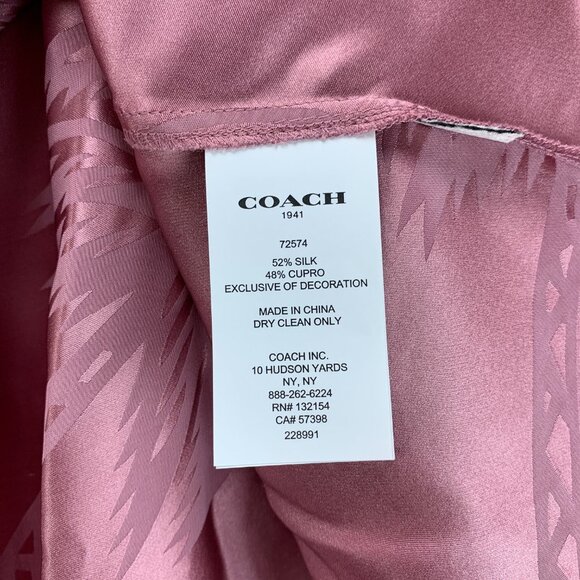 COACH
1941
72574
52% SILK
48% CUPRO
EXCLUSIVE OF DECORATION
MADE IN CHINA
DRY CLEAN ONLY
COACH INC.
10 HUDSON YARDS
NY, NY
888-262-6224
RN# 132154
CA# 57398
228991